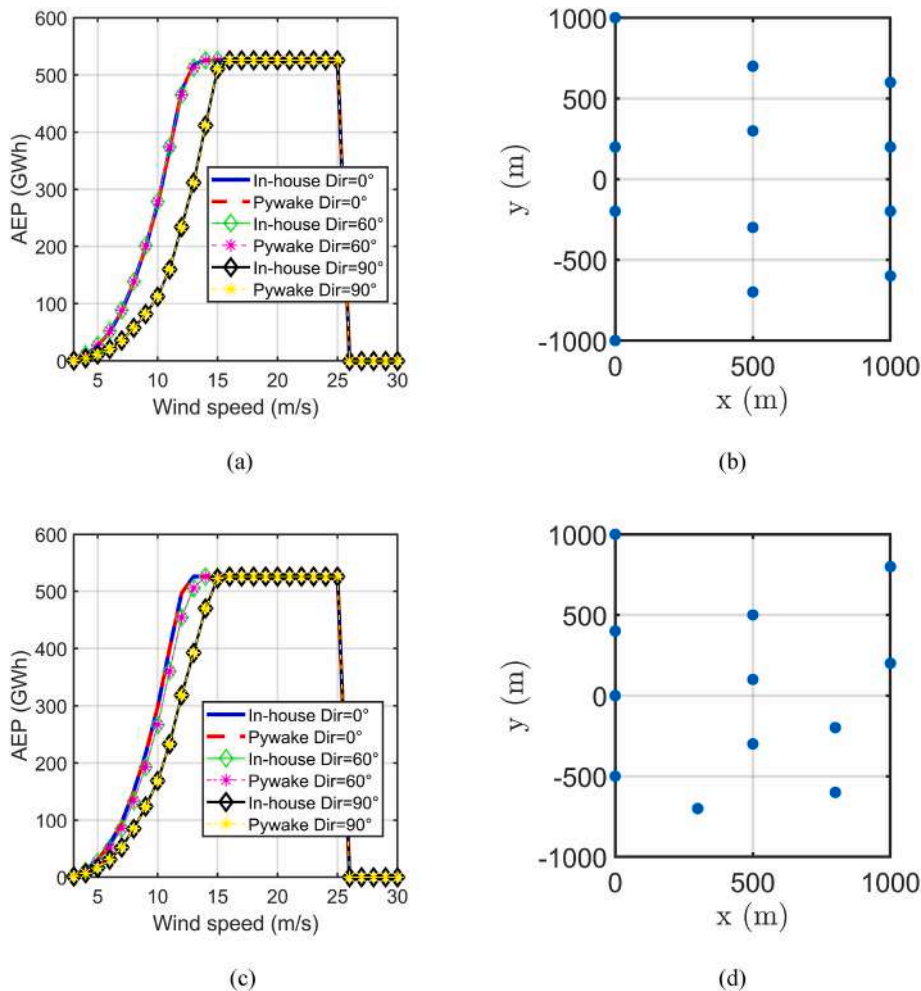 600
500
400
300
200
100
0
AEP (GWh)
In-house Dir=0°
Pywake Dir=0°
In-house Dir=60°
Pywake Dir=60°
In-house Dir=90°
Pywake Dir=90°
5 10 15 20 25 30
Wind speed (m/s)
(a)
1000
500
0
-500
-1000
y (m)
0 500 1000
x (m)
(b)
600
500
400
300
200
100
0
AEP (GWh)
In-house Dir=0°
Pywake Dir=0°
In-house Dir=60°
Pywake Dir=60°
In-house Dir=90°
Pywake Dir=90°
5 10 15 20 25 30
Wind speed (m/s)
(c)
1000
500
0
-500
-1000
y (m)
0 500 1000
x (m)
(d)